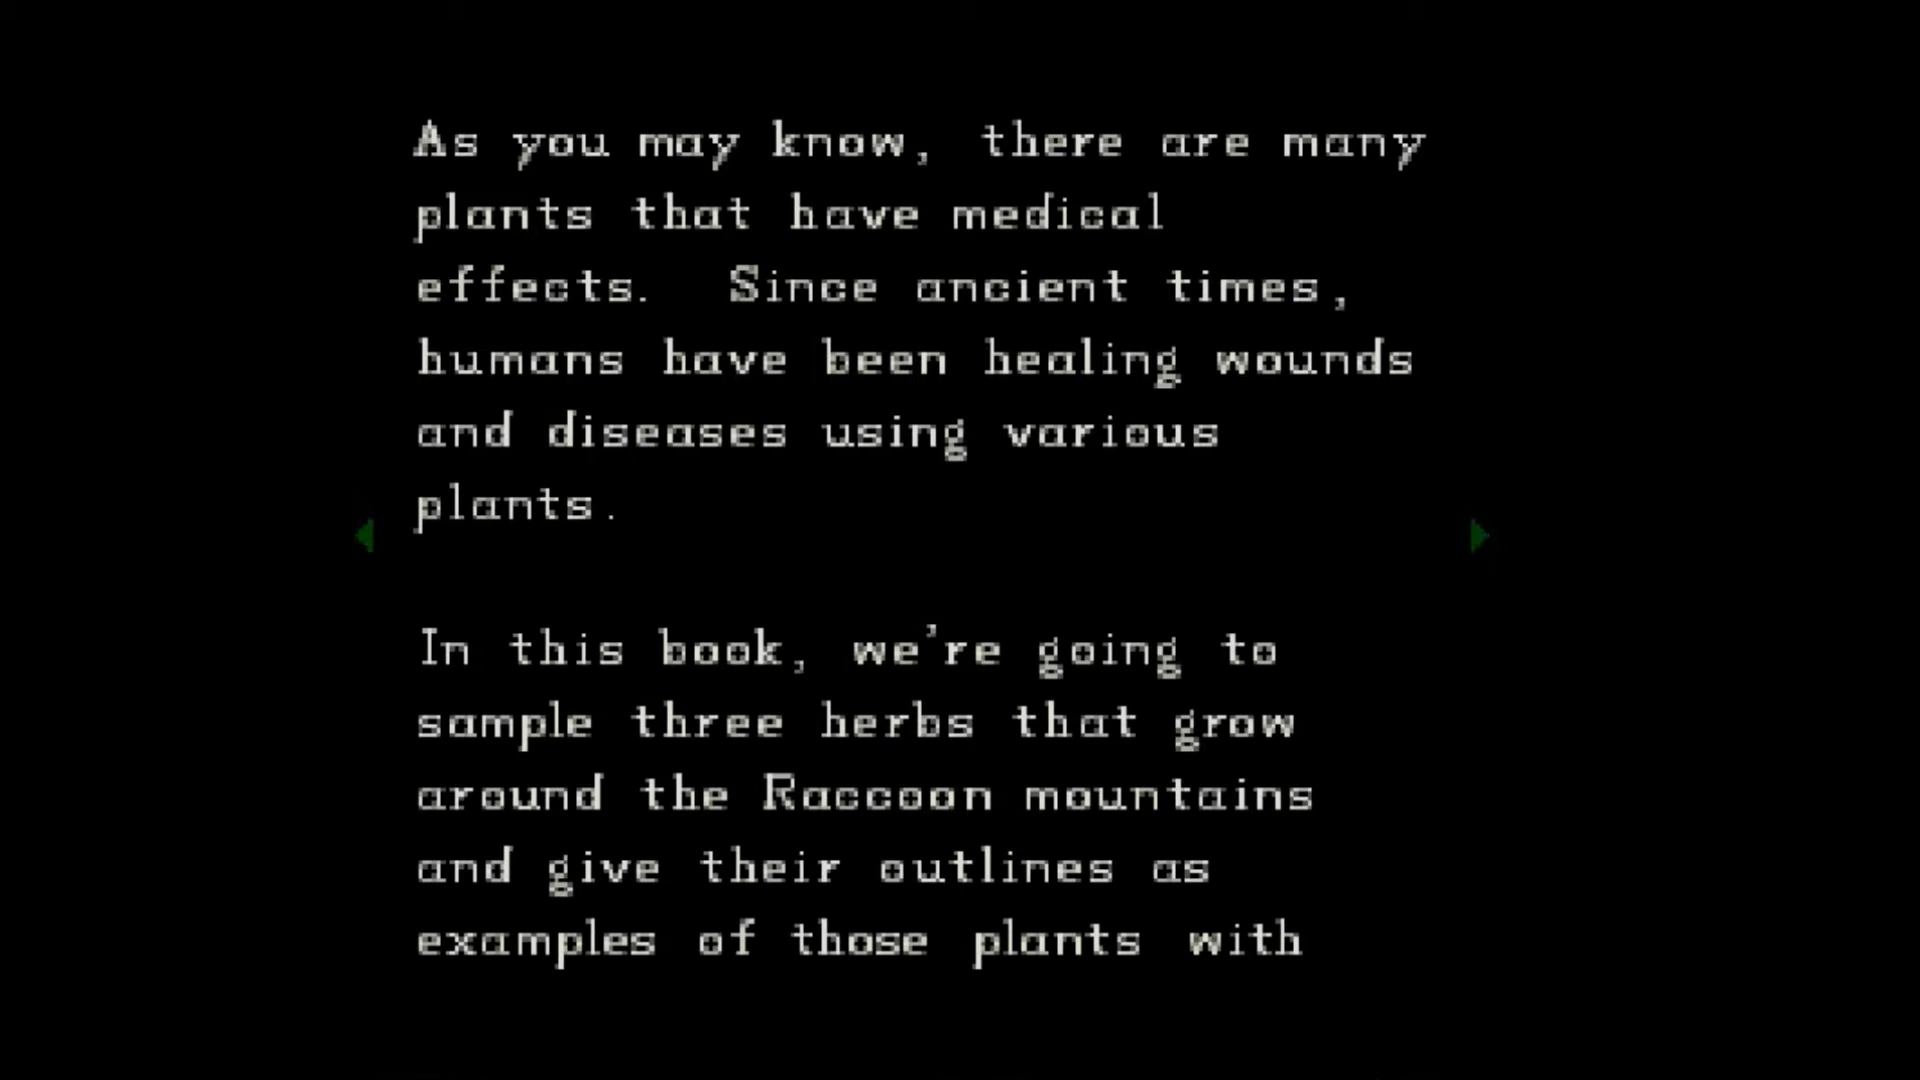 As you may know, there are many
plants that have medical
effects. Since ancient times,
humans have been healing wounds
and diseases using various
plants.
In this book, we're going to
sample three herbs that grow
around the Raccoon mountains
and give their outlines as
examples of those plants with